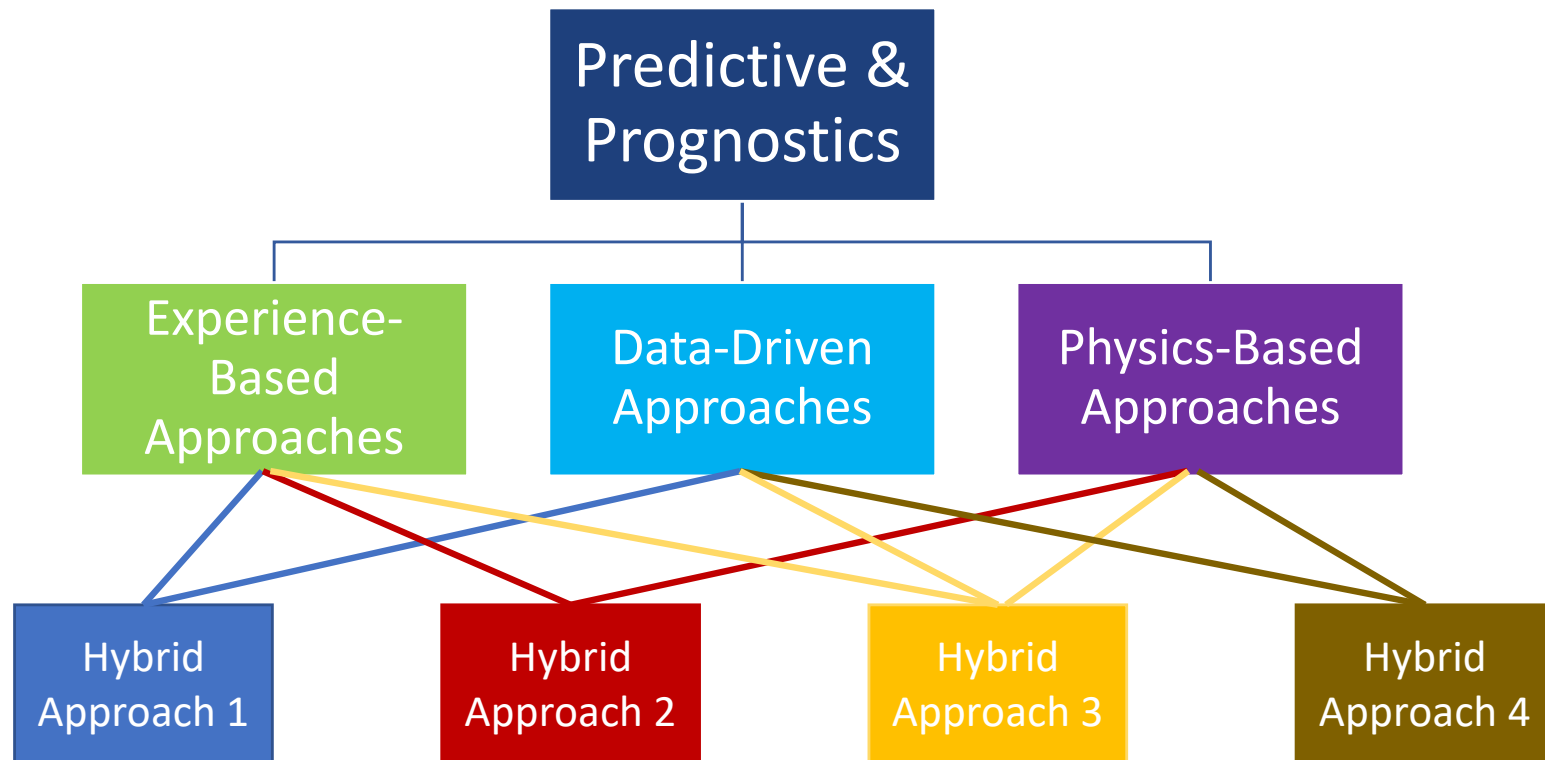 Predictive &
Prognostics
Experience-
Based
Approaches
Data-Driven
Approaches
Physics-Based
Approaches
Hybrid
Approach 1
Hybrid
Approach 2
Hybrid
Approach 3
Hybrid
Approach 4